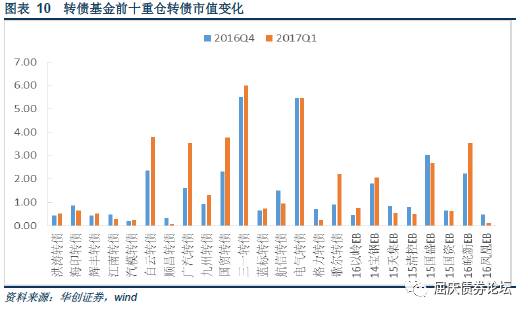 图表 10 转债基金前十重仓转债市值变化
2016Q4 2017Q1
7.00
6.00
5.00
4.00
3.00
2.00
1.00
0.00
洪涛转债
海印转债
辉丰转债
江南转债
汽模转债
白云转债
顺昌转债
广汽转债
九州转债
国贸转债
三一转债
蓝标转债
航信转债
电气转债
格力转债
歌尔转债
16以岭EB
14宝钢EB
15天集EB
15清控EB
15国盛EB
15国资EB
16皖新EB
16凤凰EB
资料来源：华创证券，wind
屈庆债券论坛